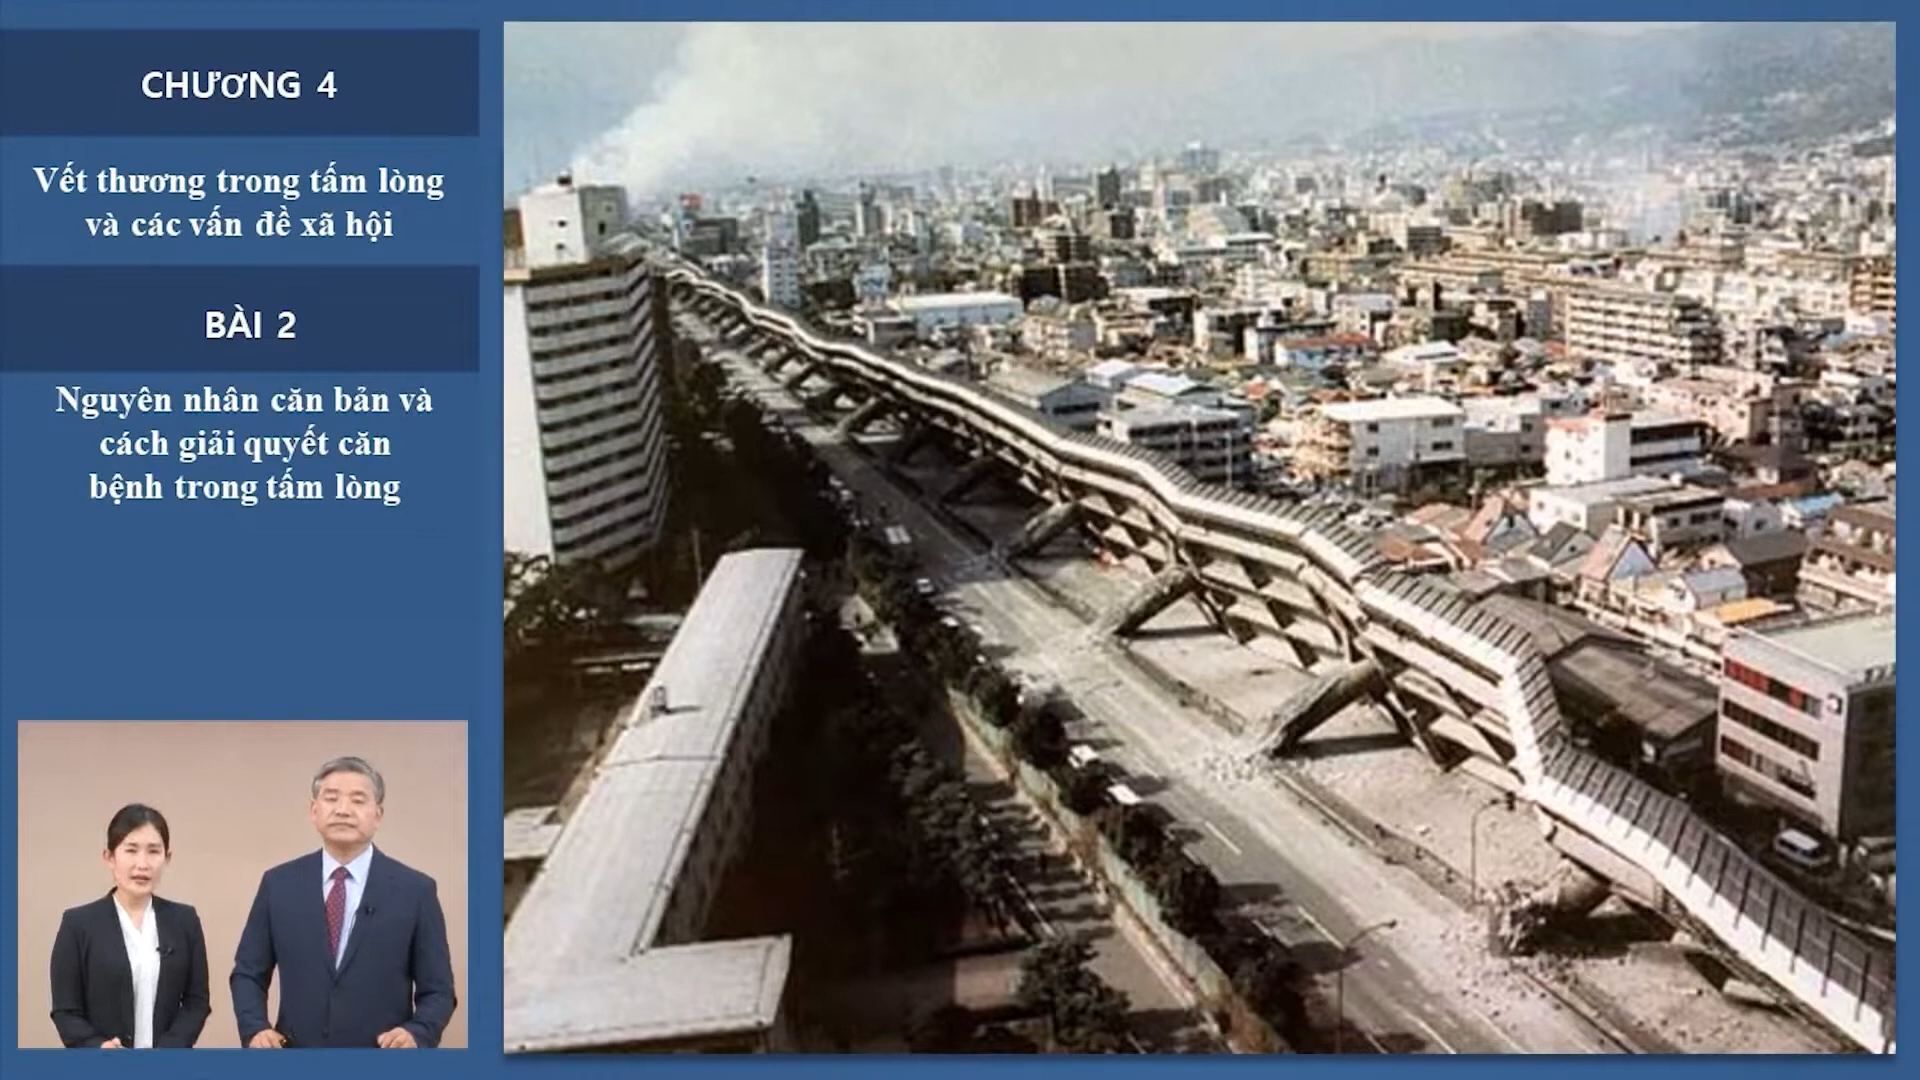 CHƯƠNG 4
Vết thương trong tấm lòng
và các vấn đề xã hội
BÀI 2
Nguyên nhân căn bản và
cách giải quyết căn
bệnh trong tấm lòng